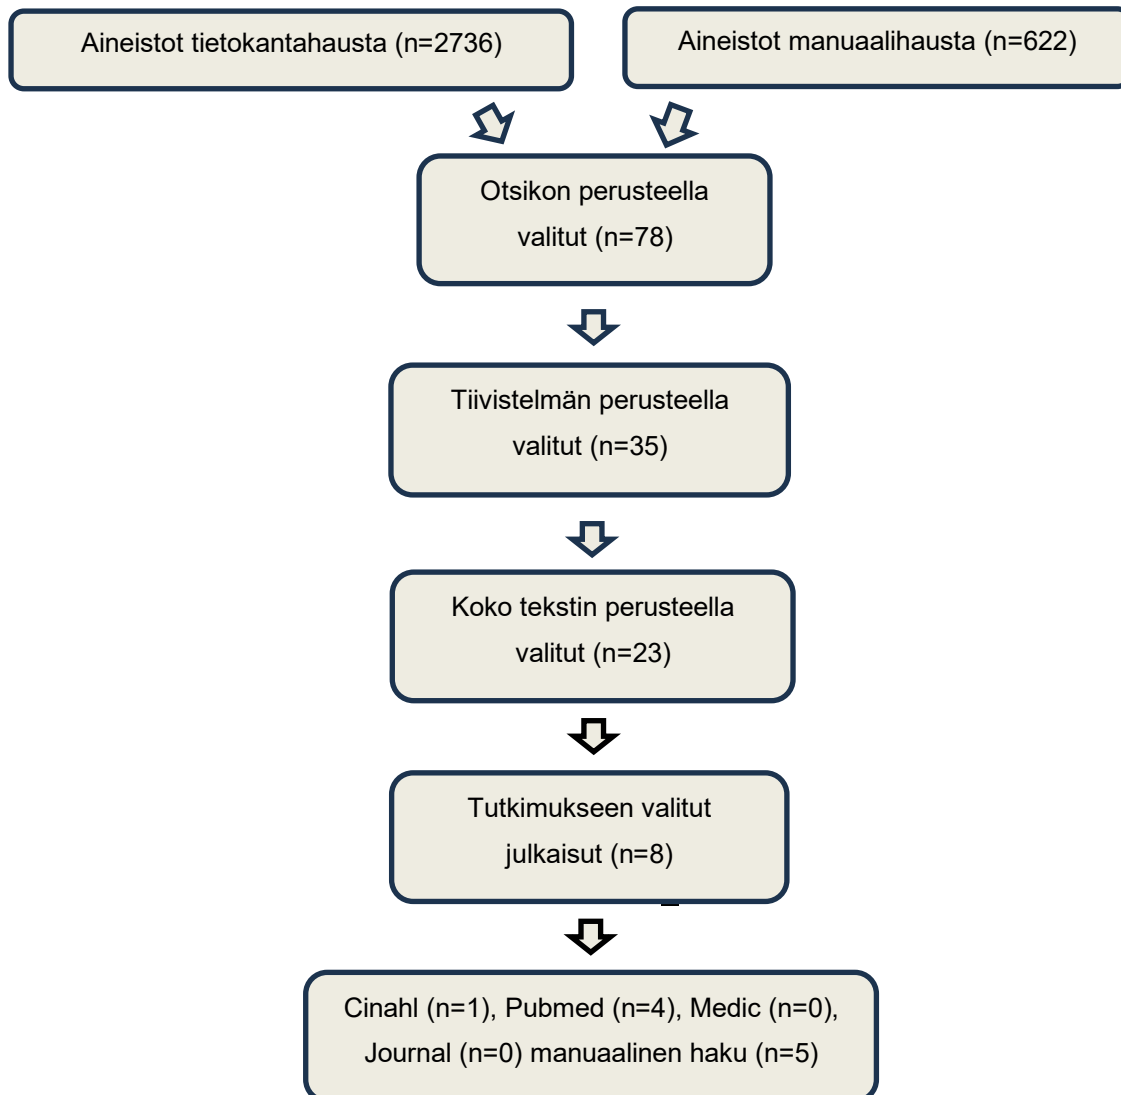 Aineistot tietokantahausta (n=2736)
Aineistot manuaalihausta (n=622)
Otsikon perusteella
valitut (n=78)
Tiivistelmän perusteella
valitut (n=35)
Koko tekstin perusteella
valitut (n=23)
Tutkimukseen valitut
julkaisut (n=8)
Cinahl (n=1), Pubmed (n=4), Medic (n=0),
Journal (n=0) manuaalinen haku (n=5)